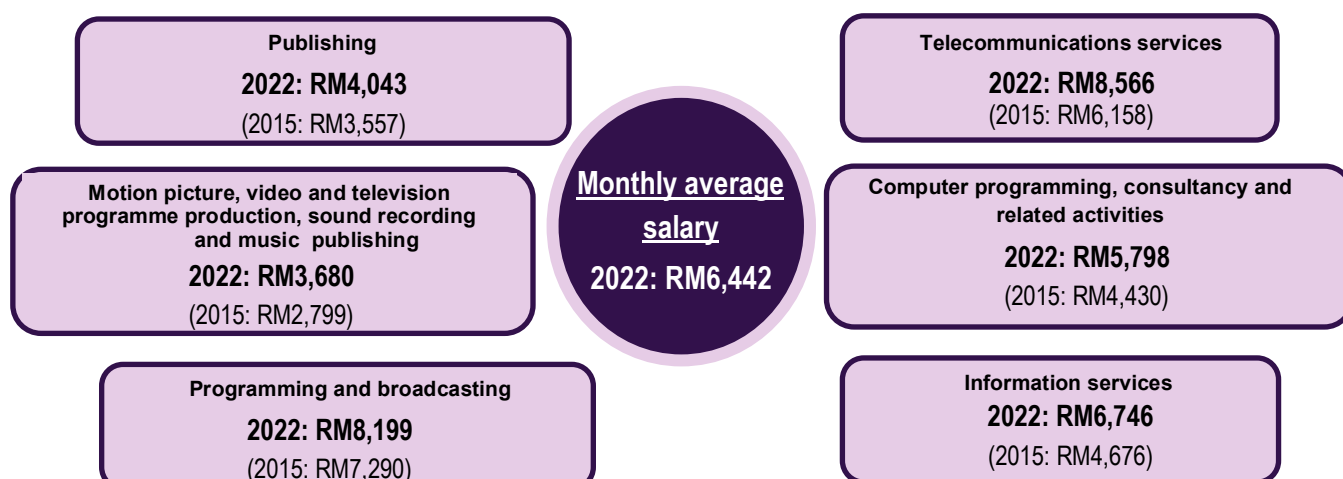 Publishing
2022: RM4,043
(2015: RM3,557)
Motion picture, video and television
programme production, sound recording
and music publishing
2022: RM3,680
(2015: RM2,799)
Programming and broadcasting
2022: RM8,199
(2015: RM7,290)
Monthly average
salary
2022: RM6,442
Telecommunications services
2022: RM8,566
(2015: RM6,158)
Computer programming, consultancy and
related activities
2022: RM5,798
(2015: RM4,430)
Information services
2022: RM6,746
(2015: RM4,676)